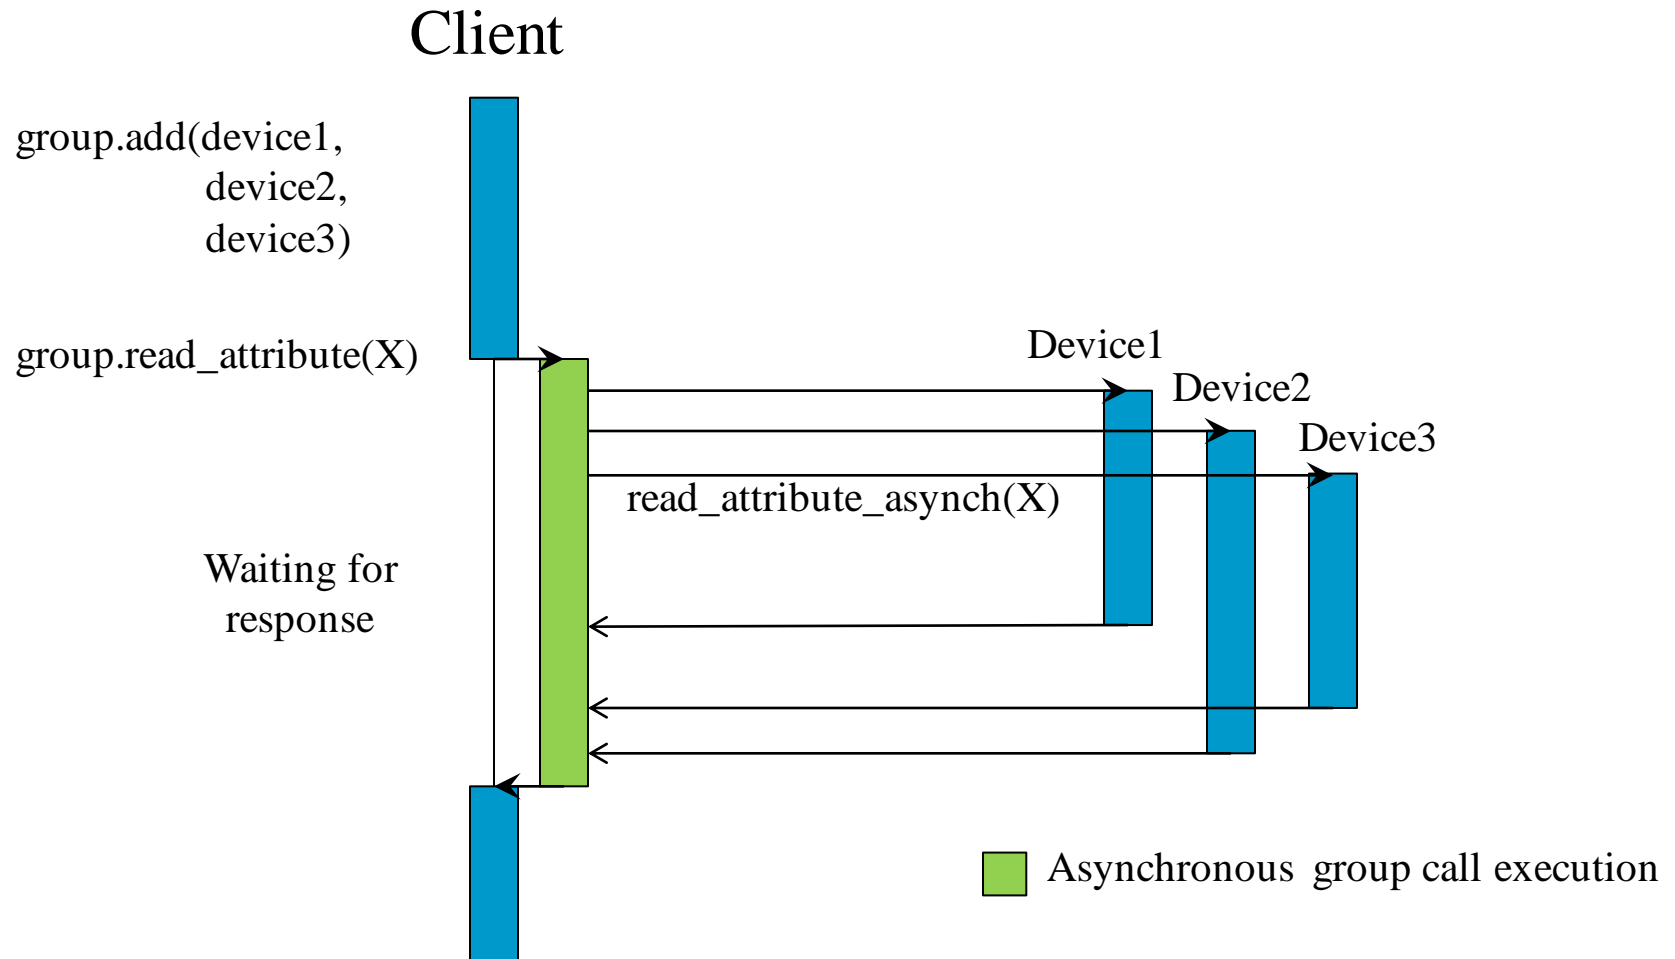 Client
group.add(device1,
device2,
device3)
group.read_attribute(X)
Device1
Device2
Device3
read_attribute_asynch(X)
Waiting for
response
Asynchronous group call execution